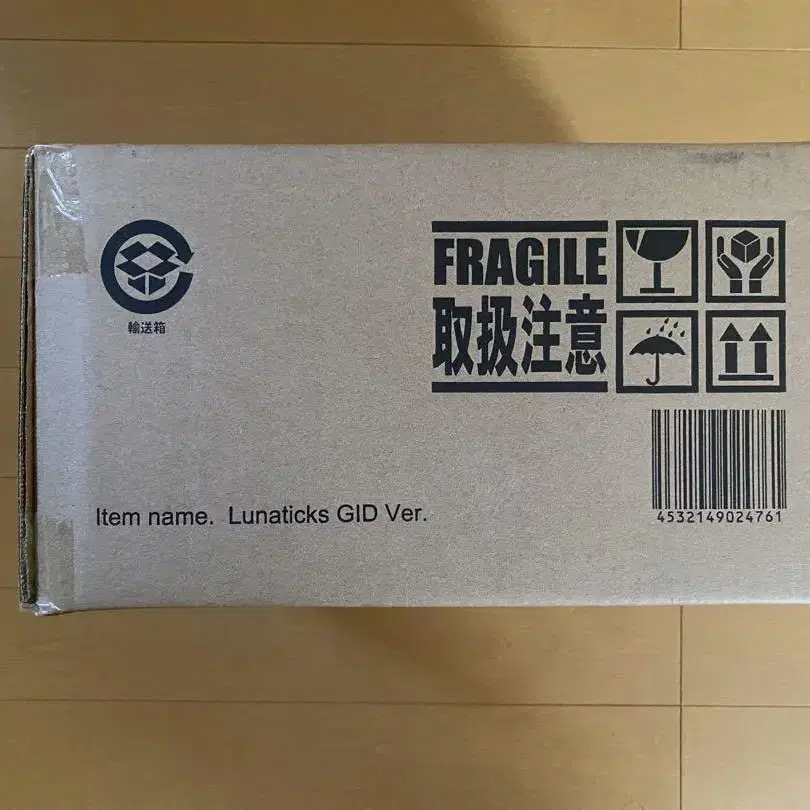 輸送箱
FRAGILE
取扱注意
4532149024761
Item name. Lunaticks GID Ver.